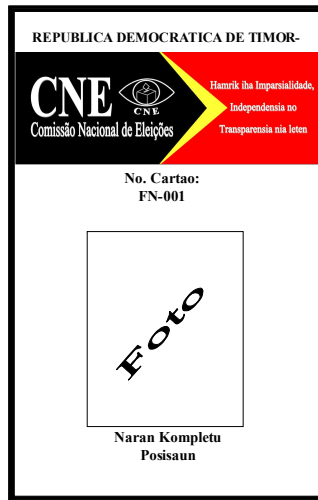 REPUBLICA DEMOCRATICA DE TIMOR-
CNE
CNE
Comissão Nacional de Eleições
Hamrik iha Imparsialidade,
Independensia no
Transparensia nia leten
No. Cartao:
FN-001
Foto
Naran Kompletu
Posisaun